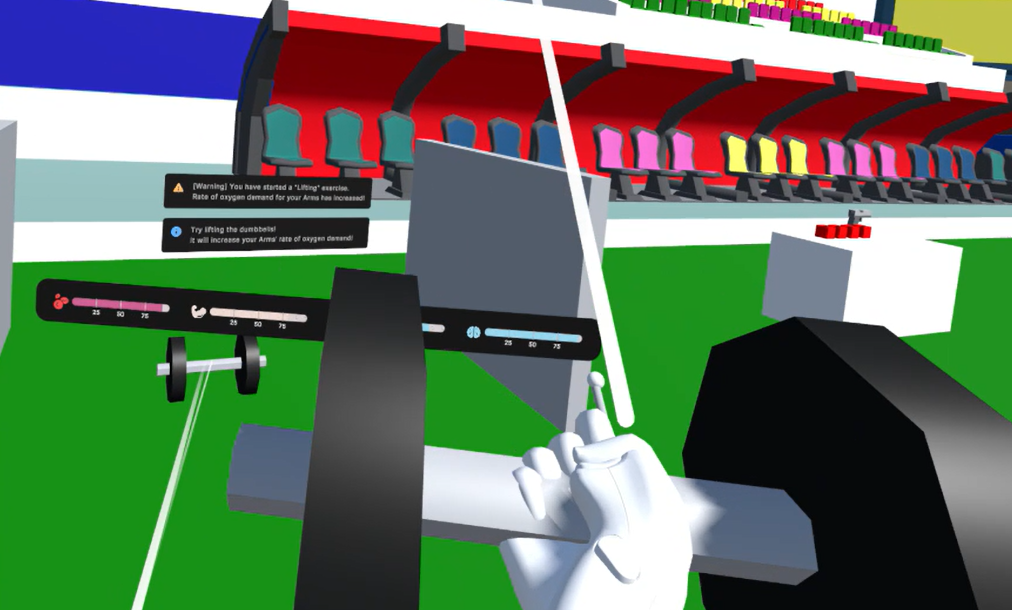 [Warning] You have started a "Lifting" exercise.
Rate of oxygen demand for your Arms has increased!
Try lifting the dumbbells!
It will increase your Arms' rate of oxygen demand!
25 50 75
25 50 75
25 50 75